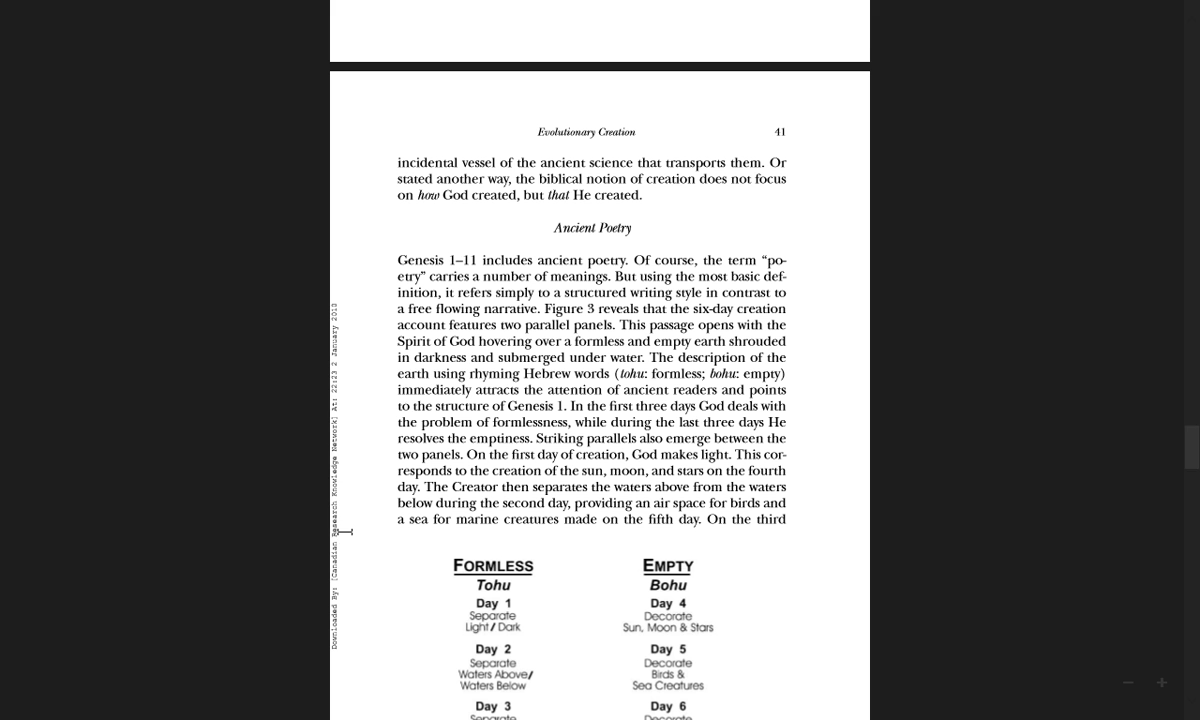 Evolutionary Creation 41
incidental vessel of the ancient science that transports them. Or
stated another way, the biblical notion of creation does not focus
on how God created, but that He created.
Ancient Poetry
Genesis 1–11 includes ancient poetry. Of course, the term “po-
etry” carries a number of meanings. But using the most basic def-
inition, it refers simply to a structured writing style in contrast to
a free flowing narrative. Figure 3 reveals that the six-day creation
account features two parallel panels. This passage opens with the
Spirit of God hovering over a formless and empty earth shrouded
in darkness and submerged under water. The description of the
earth using rhyming Hebrew words (tohu: formless; bohu: empty)
immediately attracts the attention of ancient readers and points
to the structure of Genesis 1. In the first three days God deals with
the problem of formlessness, while during the last three days He
resolves the emptiness. Striking parallels also emerge between the
two panels. On the first day of creation, God makes light. This cor-
responds to the creation of the sun, moon, and stars on the fourth
day. The Creator then separates the waters above from the waters
below during the second day, providing an air space for birds and
a sea for marine creatures made on the fifth day. On the third
FORMLESS EMPTY
Tohu Bohu
Day 1 Day 4
Separate Decorate
Light/Dark Sun, Moon & Stars
Day 2 Day 5
Separate Decorate
Waters Above/ Birds &
Waters Below Sea Creatures
Day 3 Day 6
Separate Decorate
Downloaded By: [Canadian Research Knowledge Network] At: 22:23 2 January 2010